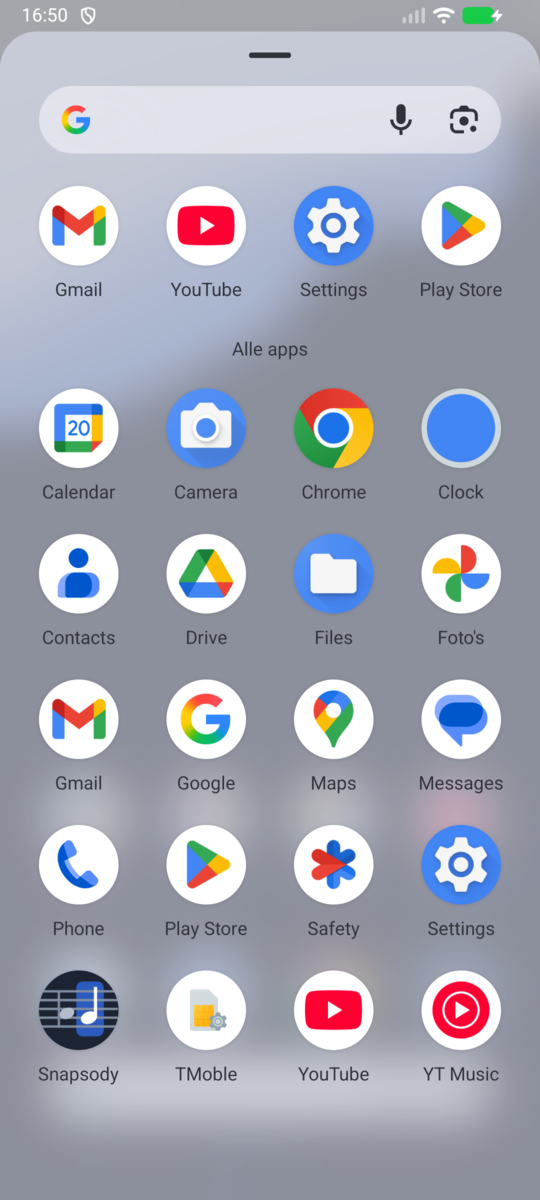 16:50
Gmail YouTube Settings Play Store
Alle apps
20
Calendar Camera Chrome Clock
Contacts Drive Files Foto's
Gmail Google Maps Messages
Phone Play Store Safety Settings
Snapsody TMoble YouTube YT Music